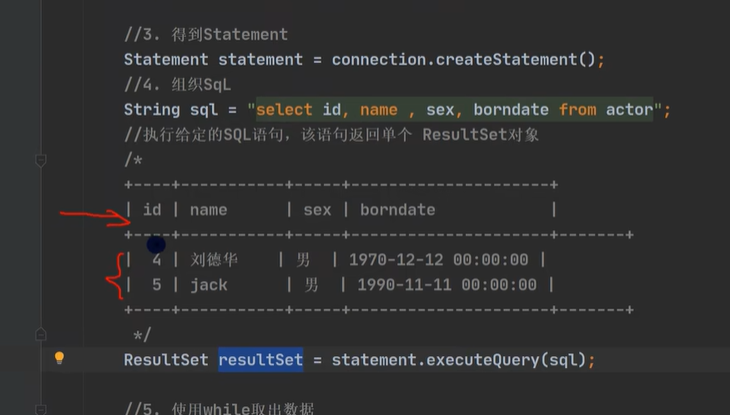 //3. 得到Statement
Statement statement = connection.createStatement();
//4. 组织SqL
String sql = "select id, name , sex, borndate from actor";
//执行给定的SQL语句，该语句返回单个 ResultSet对象
/*
+----+-----------+-----+--------------------+
| id | name      | sex | borndate           |
+----+-----------+-----+--------------------+-------+
|  4 | 刘德华    | 男  | 1970-12-12 00:00:00 |
|  5 | jack      | 男  | 1990-11-11 00:00:00 |
+----+-----------+-----+--------------------+-------+
*/
ResultSet resultSet = statement.executeQuery(sql);
//5. 使用while取出数据